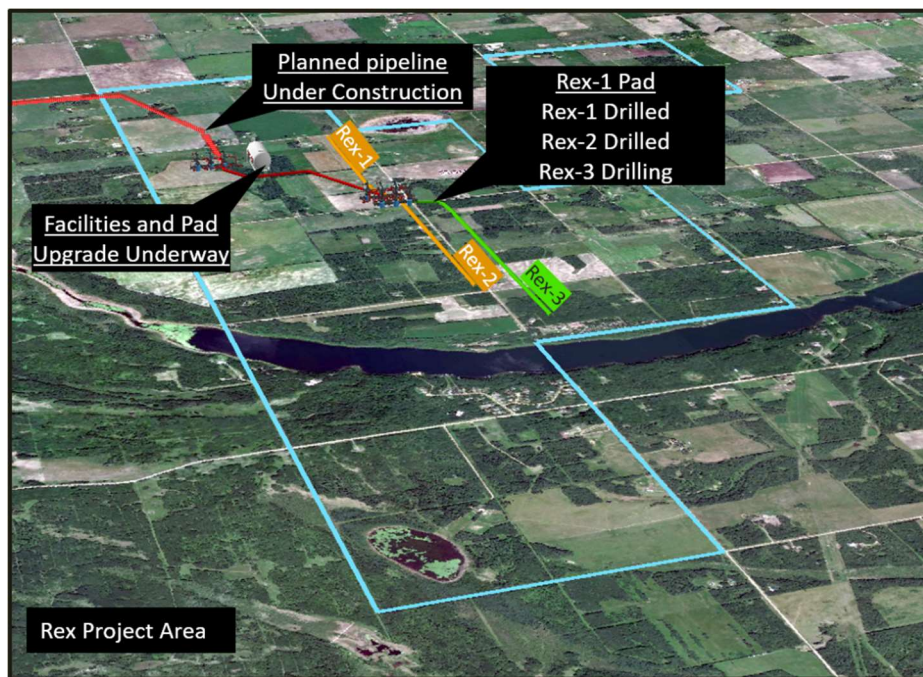 Planned pipeline
Under Construction
Rex-1 Pad
Rex-1 Drilled
Rex-2 Drilled
Rex-3 Drilling
Rex-1
Facilities and Pad
Upgrade Underway
Rex-2
Rex-3
Rex Project Area